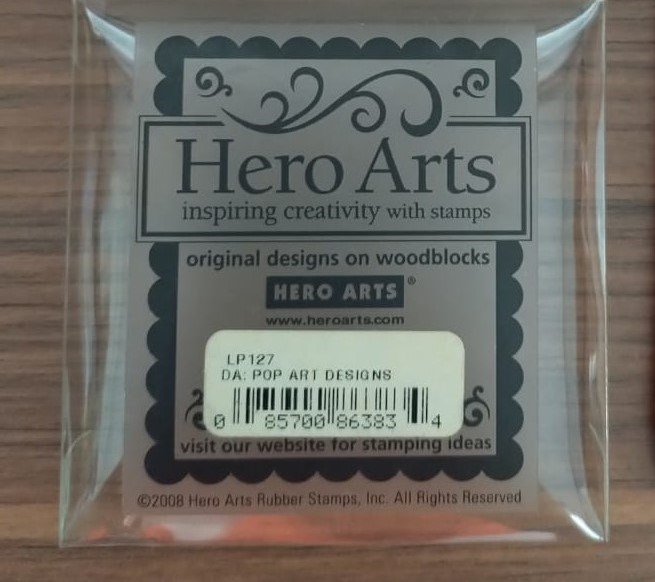 Hero Arts
inspiring creativity with stamps
original designs on woodblocks
HERO ARTS®
www.heroarts.com
LP127
DA: POP ART DESIGNS
0 85700 86383 4
visit our website for stamping ideas
©2008 Hero Arts Rubber Stamps, Inc. All Rights Reserved